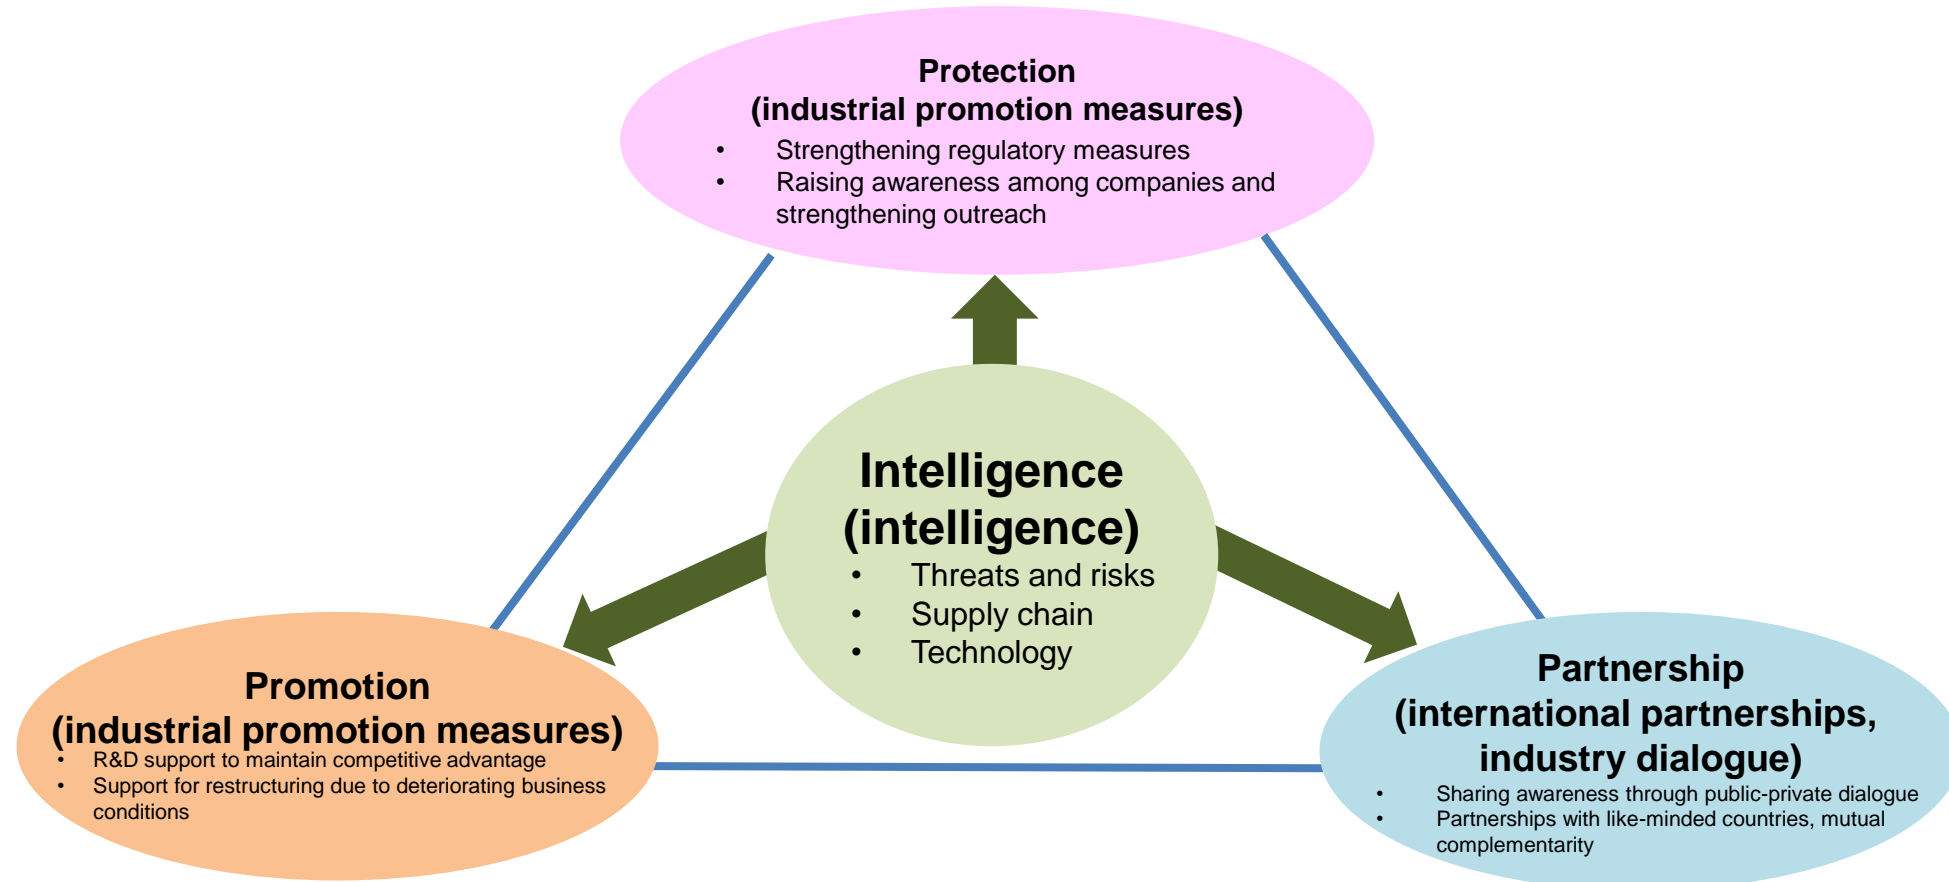 Protection
(industrial promotion measures)
• Strengthening regulatory measures
• Raising awareness among companies and
strengthening outreach
Intelligence
(intelligence)
• Threats and risks
• Supply chain
• Technology
Promotion
(industrial promotion measures)
• R&D support to maintain competitive advantage
• Support for restructuring due to deteriorating business
conditions
Partnership
(international partnerships,
industry dialogue)
• Sharing awareness through public-private dialogue
• Partnerships with like-minded countries, mutual
complementarity